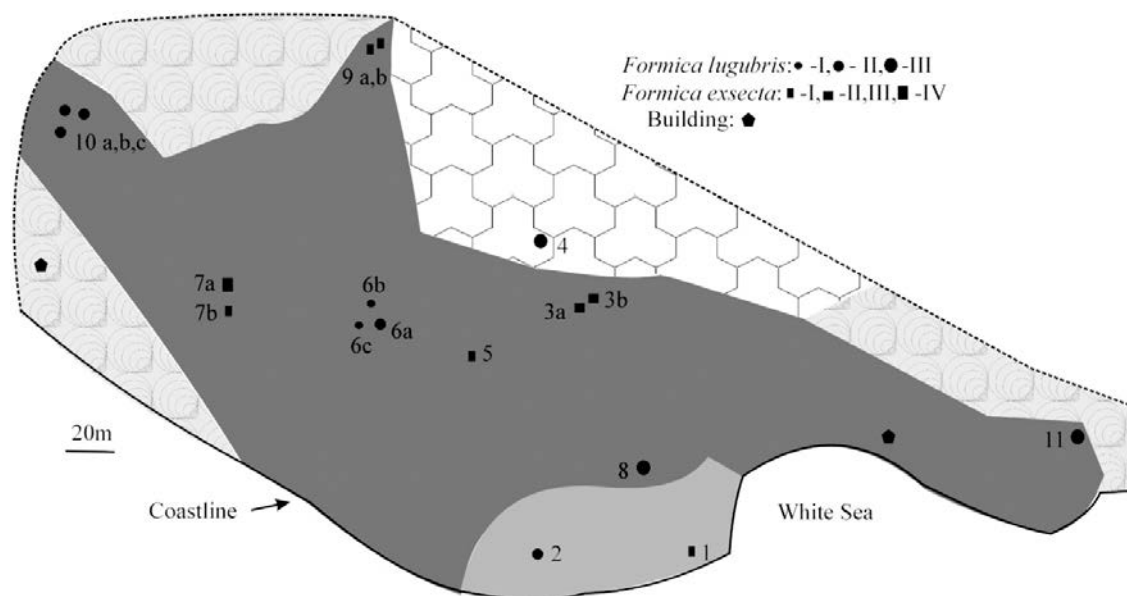 Formica lugubris: -I, - II, -III
Formica exsecta: -I, -II,III, -IV
Building:
9 a,b
10 a,b,c
4
7a
7b
6b
6a
6c
3b
3a
5
20m
11
8
Coastline
White Sea
2
1